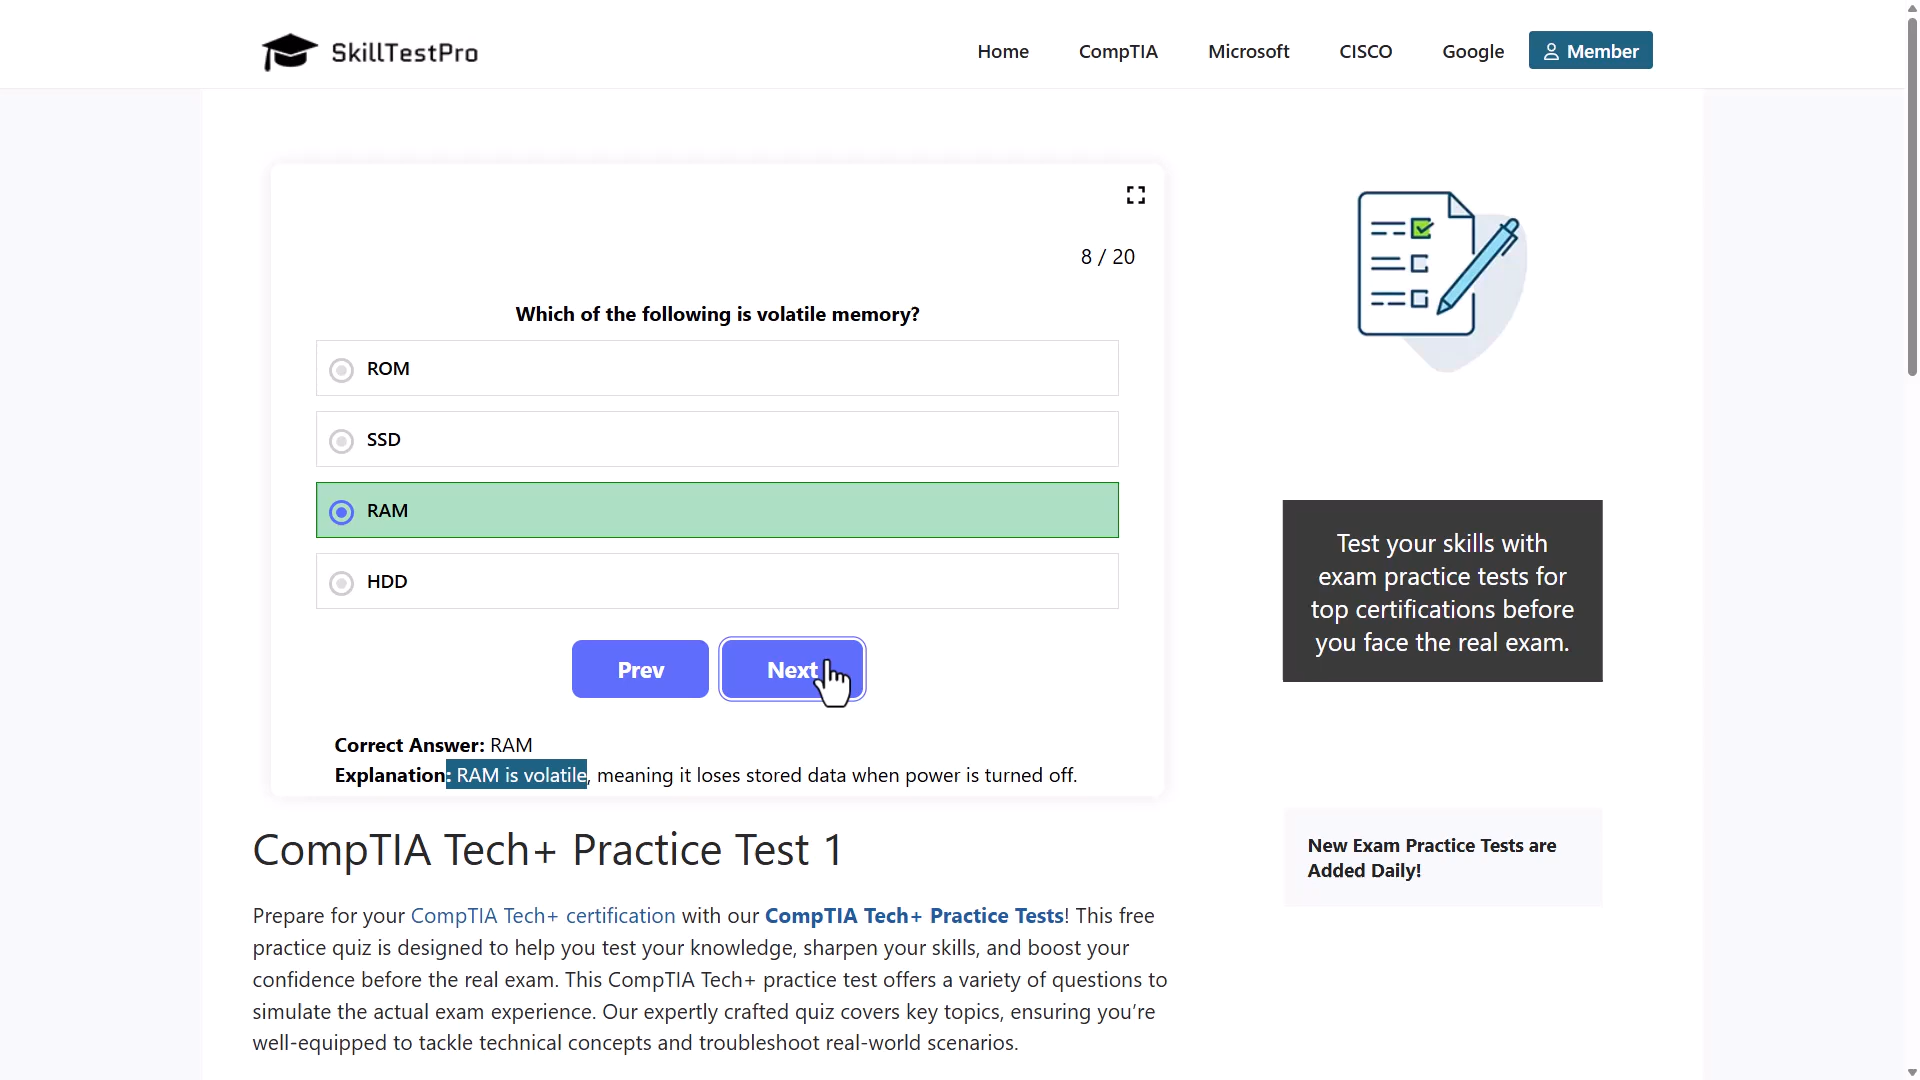 SkillTestPro
Home
CompTIA
Microsoft
CISCO
Google
Member
8 / 20
Which of the following is volatile memory?
ROM
SSD
RAM
HDD
Prev
Next
Correct Answer: RAM
Explanation: RAM is volatile, meaning it loses stored data when power is turned off.
Test your skills with
exam practice tests for
top certifications before
you face the real exam.
New Exam Practice Tests are
Added Daily!
CompTIA Tech+ Practice Test 1
Prepare for your CompTIA Tech+ certification with our CompTIA Tech+ Practice Tests! This free
practice quiz is designed to help you test your knowledge, sharpen your skills, and boost your
confidence before the real exam. This CompTIA Tech+ practice test offers a variety of questions to
simulate the actual exam experience. Our expertly crafted quiz covers key topics, ensuring you’re
well-equipped to tackle technical concepts and troubleshoot real-world scenarios.